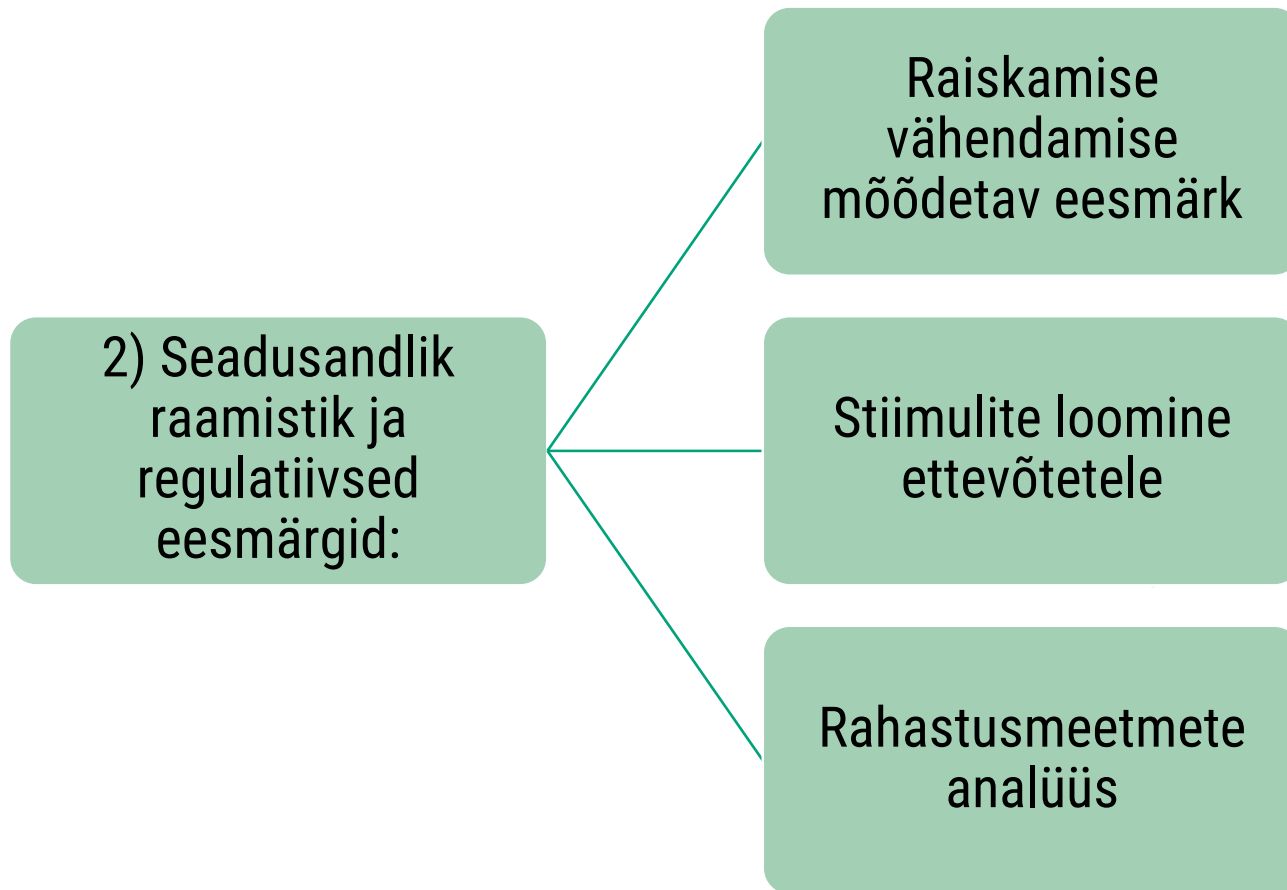 2) Seadusandlik
raamistik ja
regulatiivsed
eesmärgid:
Raiskamise
vähendamise
mõõdetav eesmärk
Stiimulite loomine
ettevõtetele
Rahastusmeetmete
analüüs